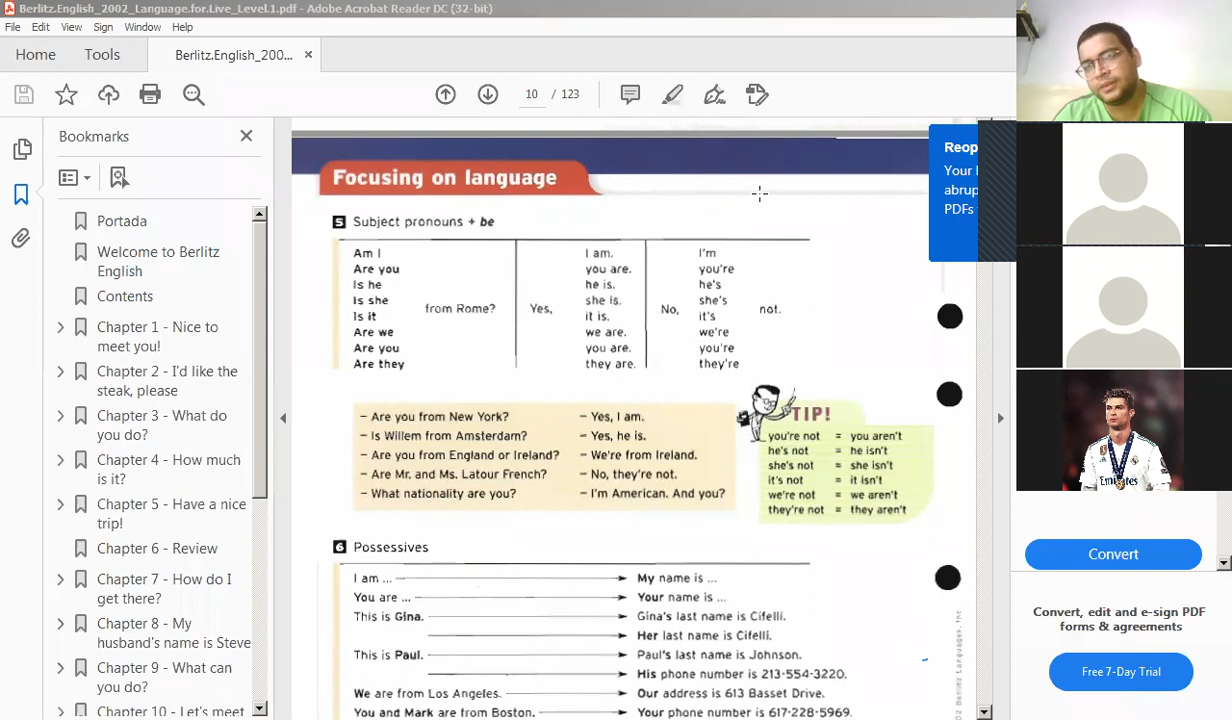 Berlitz.English_2002_Language.for.Live_Level.1.pdf - Adobe Acrobat Reader DC (32-bit)
File Edit View Sign Window Help
Home Tools Berlitz.English_200... ×
10 / 123
Bookmarks
Portada
Welcome to Berlitz
English
Contents
Chapter 1 - Nice to
meet you!
Chapter 2 - I'd like the
steak, please
Chapter 3 - What do
you do?
Chapter 4 - How much
is it?
Chapter 5 - Have a nice
trip!
Chapter 6 - Review
Chapter 7 - How do I
get there?
Chapter 8 - My
husband's name is Steve
Chapter 9 - What can
you do?
Chapter 10 - Let's meet
Focusing on language
5 Subject pronouns + be
Am I I am. I'm
Are you you are. you're
Is he he is. he's
Is she she is. she's
Is it from Rome? Yes, it is. No, it's not.
Are we we are. we're
Are you you are. you're
Are they they are. they're
– Are you from New York? – Yes, I am.
– Is Willem from Amsterdam? – Yes, he is.
– Are you from England or Ireland? – We're from Ireland.
– Are Mr. and Ms. Latour French? – No, they're not.
– What nationality are you? – I'm American. And you?
TIP!
you're not = you aren't
he's not = he isn't
she's not = she isn't
it's not = it isn't
we're not = we aren't
they're not = they aren't
6 Possessives
I am ... My name is ...
You are ... Your name is ...
This is Gina. Gina's last name is Cifelli.
Her last name is Cifelli.
This is Paul. Paul's last name is Johnson.
His phone number is 213-554-3220.
We are from Los Angeles. Our address is 613 Basset Drive.
You and Mark are from Boston. Your phone number is 617-228-5969.
Berlitz Languages, Inc
Reop
Your
abrup
PDFs
Emirates
Convert
Convert, edit and e-sign PDF
forms & agreements
Free 7-Day Trial